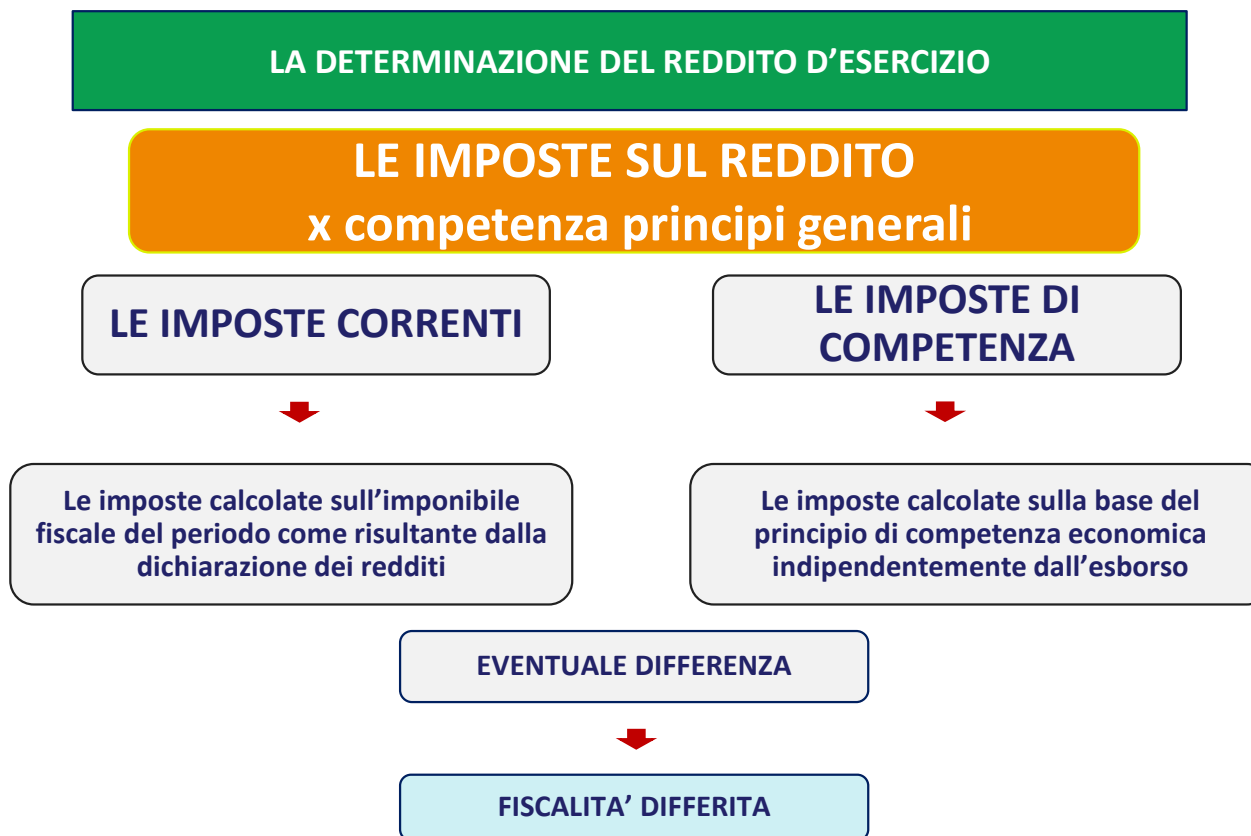 LA DETERMINAZIONE DEL REDDITO D’ESERCIZIO
LE IMPOSTE SUL REDDITO
x competenza principi generali
LE IMPOSTE CORRENTI
LE IMPOSTE DI
COMPETENZA
Le imposte calcolate sull’imponibile
fiscale del periodo come risultante dalla
dichiarazione dei redditi
Le imposte calcolate sulla base del
principio di competenza economica
indipendentemente dall’esborso
EVENTUALE DIFFERENZA
FISCALITA’ DIFFERITA